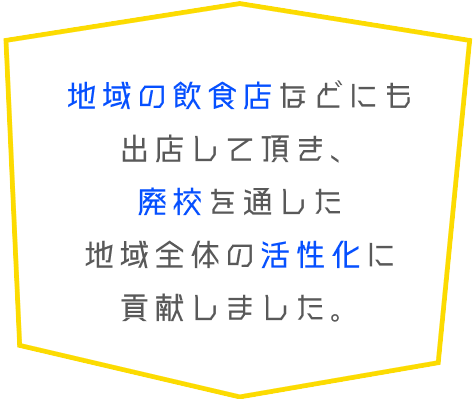 地域の飲食店などにも
出店して頂き、
廃校を通した
地域全体の活性化に
貢献しました。